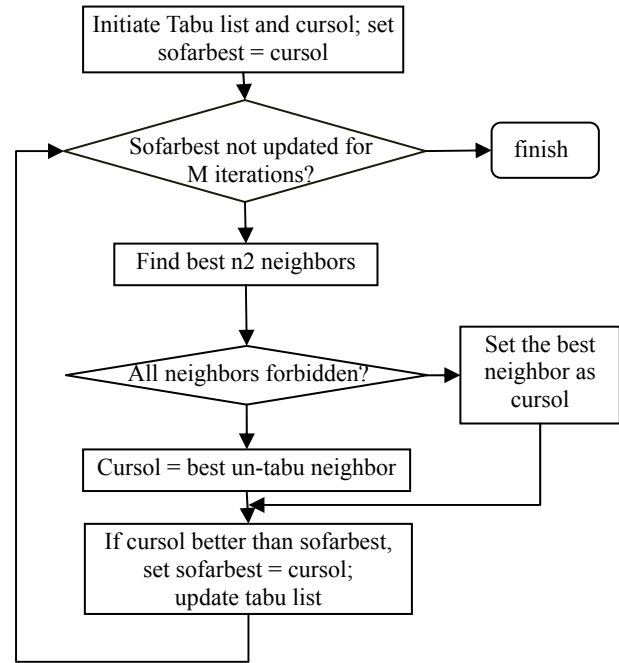 Initiate Tabu list and cursol; set
sofarbest = cursol
Sofarbest not updated for
M iterations?
finish
Find best n2 neighbors
All neighbors forbidden?
Set the best
neighbor as
cursol
Cursol = best un-tabu neighbor
If cursol better than sofarbest,
set sofarbest = cursol;
update tabu list